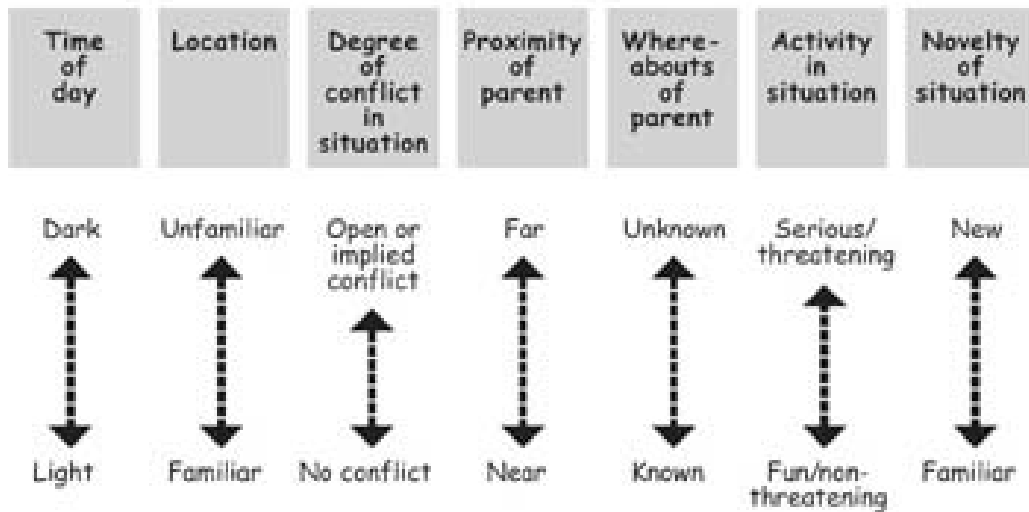 Time
of
day
Location
Degree
of
conflict
in
situation
Proximity
of
parent
Where-
abouts
of
parent
Activity
in
situation
Novelty
of
situation
Dark
Unfamiliar
Open or
implied
conflict
Far
Unknown
Serious/
threatening
New
Light
Familiar
No conflict
Near
Known
Fun/non-
threatening
Familiar